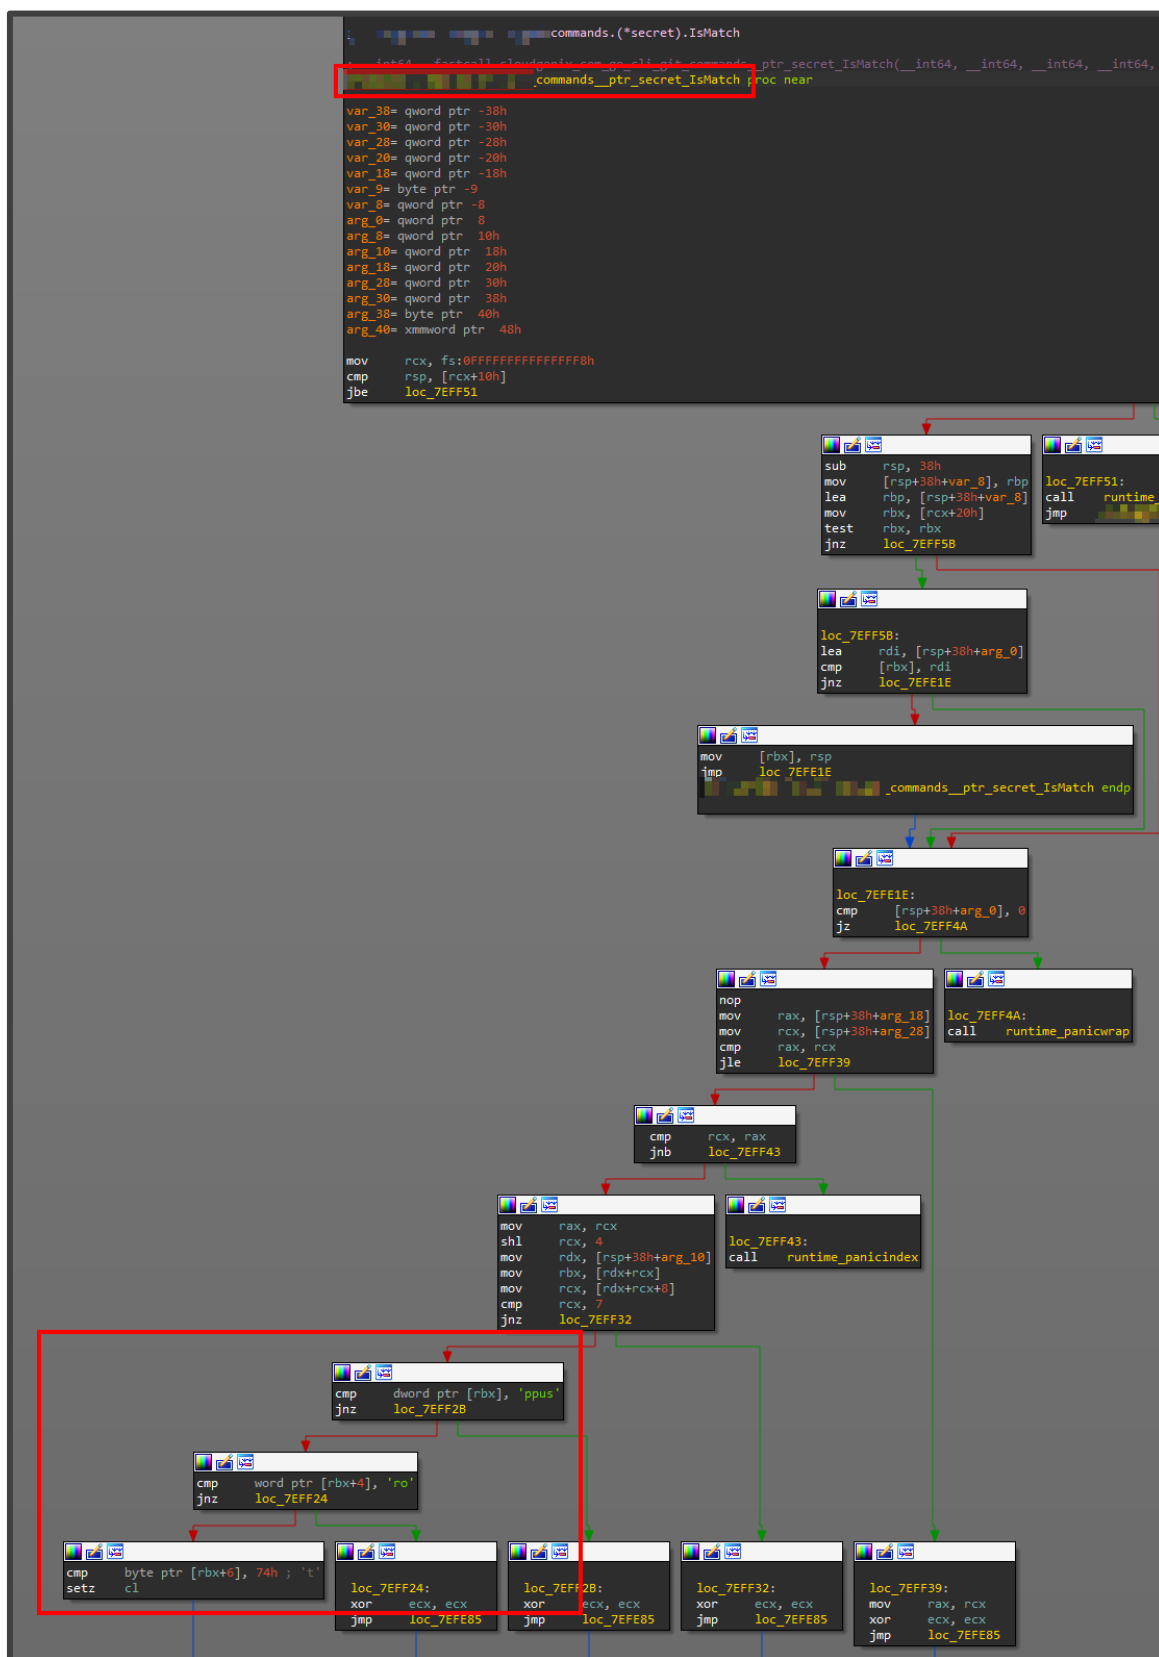 commands.(*secret).IsMatch
; __int64 __fastcall cloudgenix_com_go_cli_git_commands__ptr_secret_IsMatch(__int64, __int64, __int64, __int64,
_commands__ptr_secret_IsMatch proc near
var_38= qword ptr -38h
var_30= qword ptr -30h
var_28= qword ptr -28h
var_20= qword ptr -20h
var_18= qword ptr -18h
var_9= byte ptr -9
var_8= qword ptr -8
arg_0= qword ptr 8
arg_8= qword ptr 10h
arg_10= qword ptr 18h
arg_18= qword ptr 20h
arg_28= qword ptr 30h
arg_30= qword ptr 38h
arg_38= byte ptr 40h
arg_40= xmmword ptr 48h
mov rcx, fs:0FFFFFFFFFFFFFFF8h
cmp rsp, [rcx+10h]
jbe loc_7EFF51
sub rsp, 38h
mov [rsp+38h+var_8], rbp
lea rbp, [rsp+38h+var_8]
mov rbx, [rcx+20h]
test rbx, rbx
jnz loc_7EFF5B
loc_7EFF51:
call runtime_
jmp
loc_7EFF5B:
lea rdi, [rsp+38h+arg_0]
cmp [rbx], rdi
jnz loc_7EFE1E
mov [rbx], rsp
jmp loc_7EFE1E
_commands__ptr_secret_IsMatch endp
loc_7EFE1E:
cmp [rsp+38h+arg_0], 0
jz loc_7EFF4A
nop
mov rax, [rsp+38h+arg_18]
mov rcx, [rsp+38h+arg_28]
cmp rax, rcx
jle loc_7EFF39
loc_7EFF4A:
call runtime_panicwrap
cmp rcx, rax
jnb loc_7EFF43
mov rax, rcx
shl rcx, 4
mov rdx, [rsp+38h+arg_10]
mov rbx, [rdx+rcx]
mov rcx, [rdx+rcx+8]
cmp rcx, 7
jnz loc_7EFF32
loc_7EFF43:
call runtime_panicindex
cmp dword ptr [rbx], 'ppus'
jnz loc_7EFF2B
cmp word ptr [rbx+4], 'ro'
jnz loc_7EFF24
cmp byte ptr [rbx+6], 74h ; 't'
setz cl
loc_7EFF24:
xor ecx, ecx
jmp loc_7EFE85
loc_7EFF2B:
xor ecx, ecx
jmp loc_7EFE85
loc_7EFF32:
xor ecx, ecx
jmp loc_7EFE85
loc_7EFF39:
mov rax, rcx
xor ecx, ecx
jmp loc_7EFE85